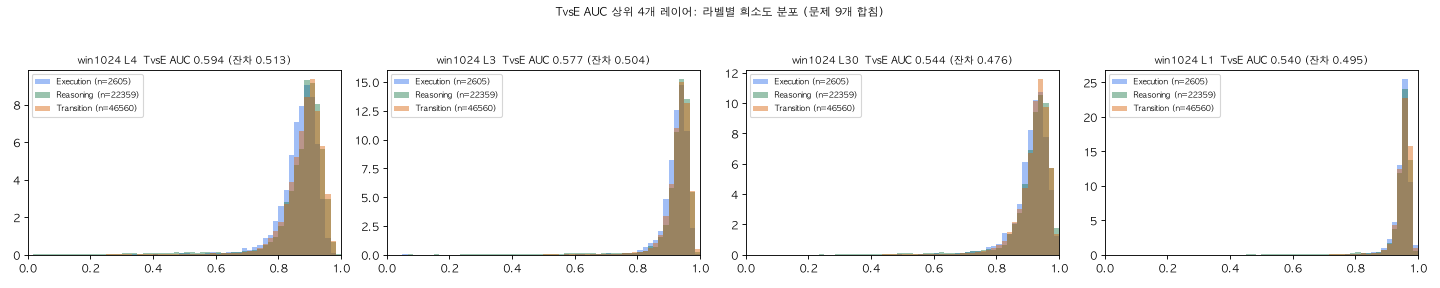 TvsE AUC 상위 4개 레이어: 라벨별 희소도 분포 (문제 9개 합침)
win1024 L4 TvsE AUC 0.594 (잔차 0.513)
Execution (n=2605)
Reasoning (n=22359)
Transition (n=46560)
8
6
4
2
0
0.0 0.2 0.4 0.6 0.8 1.0
win1024 L3 TvsE AUC 0.577 (잔차 0.504)
Execution (n=2605)
Reasoning (n=22359)
Transition (n=46560)
15.0
12.5
10.0
7.5
5.0
2.5
0.0
0.0 0.2 0.4 0.6 0.8 1.0
win1024 L30 TvsE AUC 0.544 (잔차 0.476)
Execution (n=2605)
Reasoning (n=22359)
Transition (n=46560)
12
10
8
6
4
2
0
0.0 0.2 0.4 0.6 0.8 1.0
win1024 L1 TvsE AUC 0.540 (잔차 0.495)
Execution (n=2605)
Reasoning (n=22359)
Transition (n=46560)
25
20
15
10
5
0
0.0 0.2 0.4 0.6 0.8 1.0